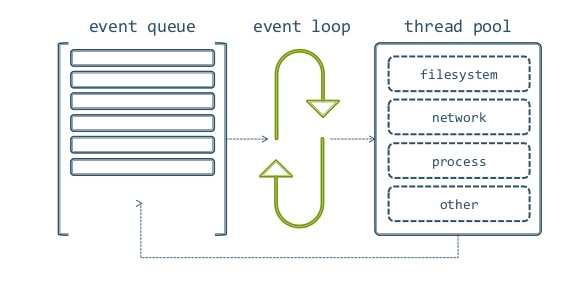 event queue
event loop
thread pool
filesystem
network
process
other